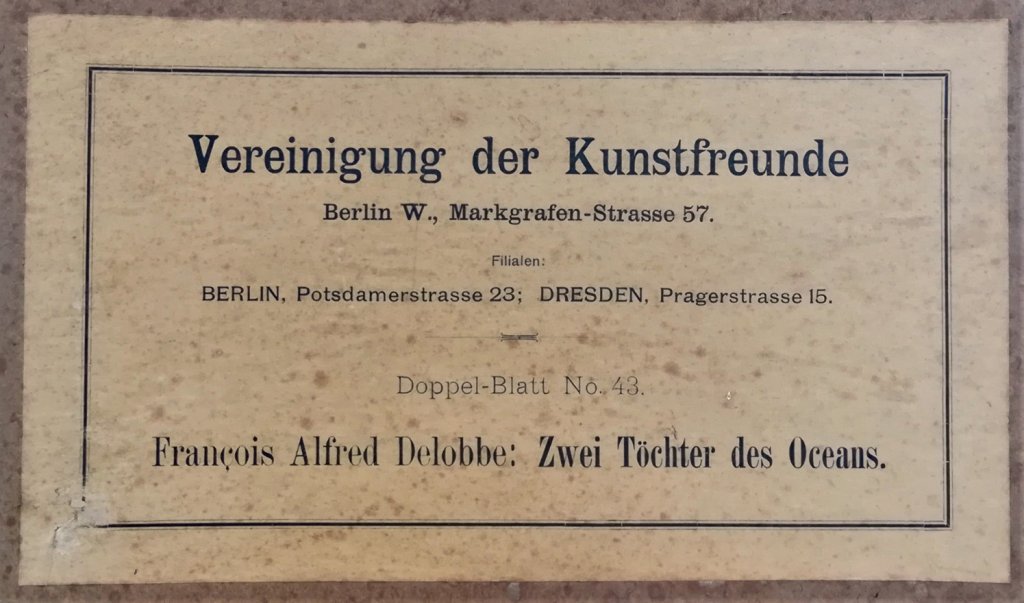 Vereinigung der Kunstfreunde
Berlin W., Markgrafen-Strasse 57.
Filialen:
BERLIN, Potsdamerstrasse 23; DRESDEN, Pragerstrasse 15.
Doppel-Blatt No. 43.
François Alfred Delobbe: Zwei Töchter des Oceans.